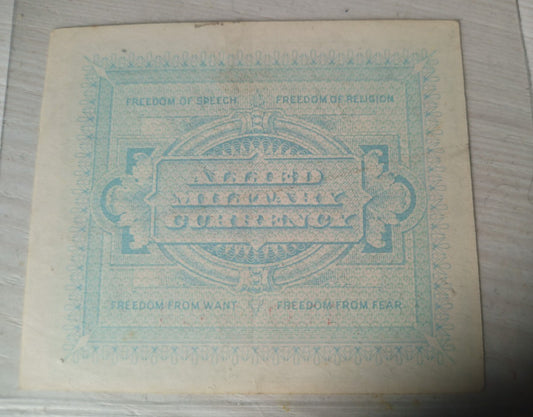 FREEDOM OF SPEECH FREEDOM OF RELIGION
ALLIED
MILITARY
CURRENCY
FREEDOM FROM WANT FREEDOM FROM FEAR